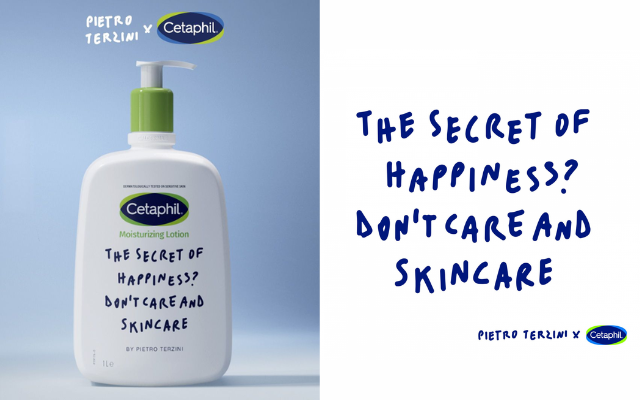 PIETRO
TERZINI x Cetaphil
Cetaphil
Moisturizing Lotion
THE SECRET OF
HAPPINESS?
DON'T CARE AND
SKINCARE
BY PIETRO TERZINI
THE SECRET OF
HAPPINESS?
DON'T CARE AND
SKINCARE
PIETRO TERZINI x Cetaphil